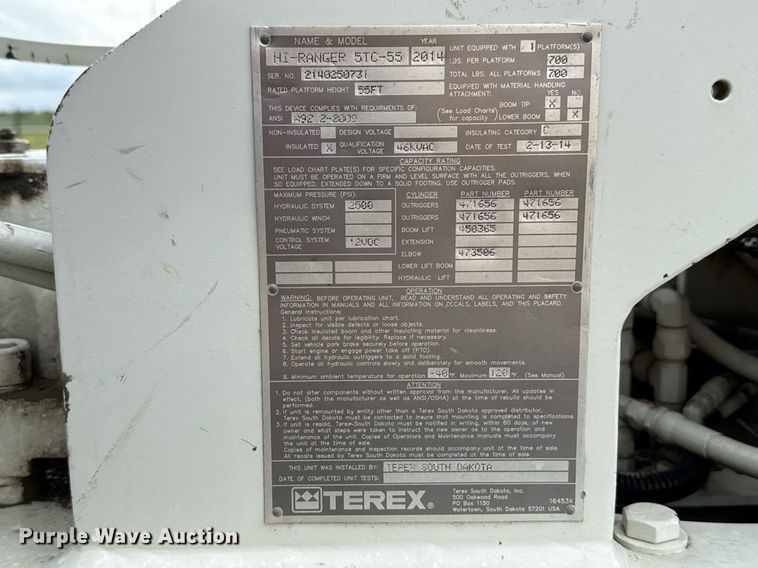 NAME & MODEL YEAR UNIT EQUIPPED WITH 1 PLATFORM(S)
HI-RANGER 5TC-55 2014 LBS. PER PLATFORM 700
SER. NO. 2140250731 TOTAL LBS. ALL PLATFORMS 700
RATED PLATFORM HEIGHT 55FT EQUIPPED WITH MATERIAL HANDLING
ATTACHMENT: YES NO
THIS DEVICE COMPLIES WITH REQUIRMENTS OF: (See Load Charts for capacity) BOOM TIP X
ANSI A92.2-2009 LOWER BOOM X
NON-INSULATED DESIGN VOLTAGE INSULATING CATEGORY C
INSULATED X QUALIFICATION VOLTAGE 46KVAC DATE OF TEST 2-13-14
CAPACITY RATING
SEE LOAD CHART PLATE(S) FOR SPECIFIC CONFIGURATION CAPACITIES.
UNIT MUST BE OPERATED ON A FIRM AND LEVEL SURFACE WITH ALL THE OUTRIGGERS, WHEN
SO EQUIPPED, EXTENDED DOWN TO A SOLID FOOTING. USE OUTRIGGER PADS.
MAXIMUM PRESSURE (PSI): CYLINDER PART NUMBER PART NUMBER
HYDRAULIC SYSTEM 2500 OUTRIGGERS 471656 471656
HYDRAULIC WINCH OUTRIGGERS 471656 471656
PNEUMATIC SYSTEM BOOM LIFT 450365
CONTROL SYSTEM VOLTAGE 12VDC EXTENSION
ELBOW 473506
LOWER LIFT BOOM
HYDRAULIC LIFT
OPERATION
WARNING: BEFORE OPERATING UNIT, READ AND UNDERSTAND ALL OPERATING AND SAFETY
INFORMATION IN MANUALS AND ALL INFORMATION ON DECALS, LABELS, AND THIS PLACARD.
General Instructions:
1. Lubricate unit per lubrication chart.
2. Inspect for visible defects or loose objects.
3. Check insulated boom and other insulating material for cleanliness.
4. Check all decals for legibility. Replace if necessary.
5. Set vehicle park brake securely before operation.
6. Start engine or engage power take off (PTO).
7. Extend all hydraulic outriggers to a solid footing.
8. Operate all hydraulic controls slowly and deliberately for smooth movements.
9. Minimum ambient temperature for operation -40 °F. Maximum 120 °F. (See Manual)
ATTENTION
1. Do not alter components without written approval from the manufacturer. All updates in
effect, (both the manufacturer as well as ANSI/OSHA) at the time of rebuild should be
performed.
2. If unit is remounted by entity other than a Terex South Dakota approved distributor,
Terex South Dakota must be contacted to insure that mounting is completed to specifications.
3. If unit is resold, Terex-South Dakota must be notified in writing, within 60 days, of new
owner and what steps were taken to instruct the new owner as to the operation and
maintenance of the unit. Copies of Operators and Maintenance manuals must accompany
the unit at the time of sale.
Copies of maintenance and inspection records should accompany the unit at the time of sale.
All recalls issued by Terex South Dakota must be complied with at the time of sale.
THIS UNIT WAS INSTALLED BY: TEREX SOUTH DAKOTA
DATE OF COMPLETED UNIT TESTS:
TEREX®
Terex South Dakota, Inc.
500 Oakwood Road
PO Box 1150
Watertown, South Dakota 57201 USA
16453X
Purple Wave Auction